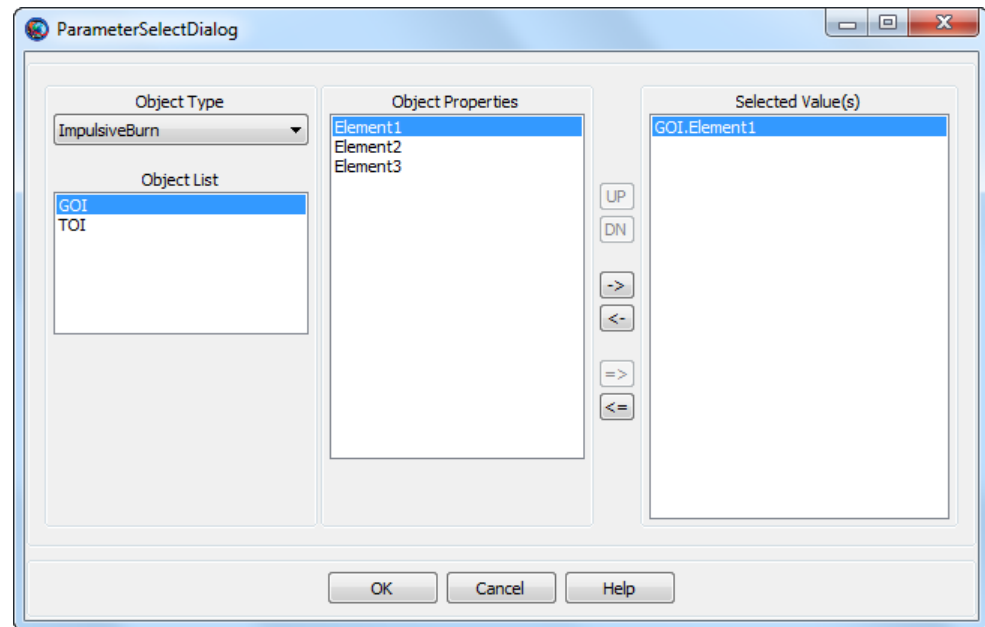 ParameterSelectDialog
Object Type
ImpulsiveBurn
Object List
GOI
TOI
Object Properties
Element1
Element2
Element3
UP
DN
->
<-
=>
<=
Selected Value(s)
GOI.Element1
OK
Cancel
Help